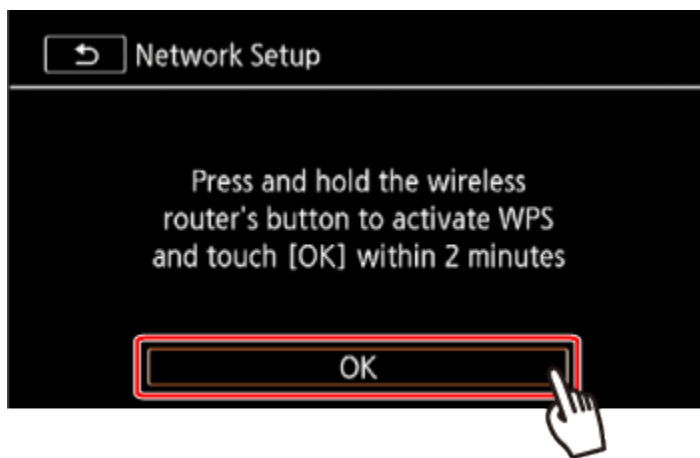 Network Setup
Press and hold the wireless
router's button to activate WPS
and touch [OK] within 2 minutes
OK